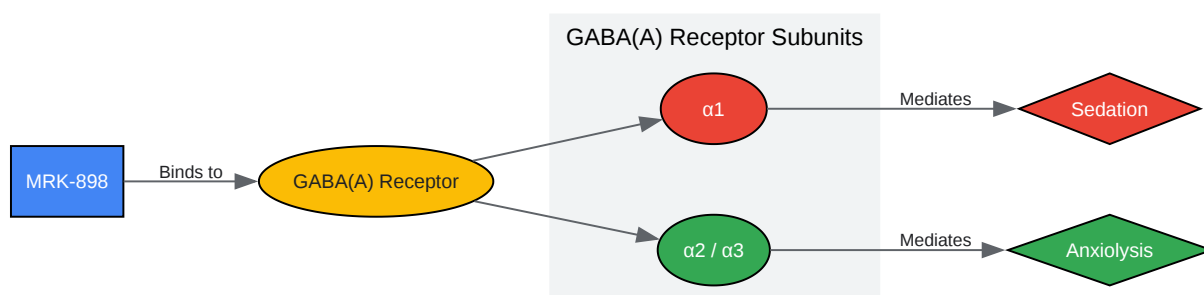 GABA(A) Receptor Subunits
α1
Mediates
Sedation
MRK-898
Binds to
GABA(A) Receptor
α2 / α3
Mediates
Anxiolysis